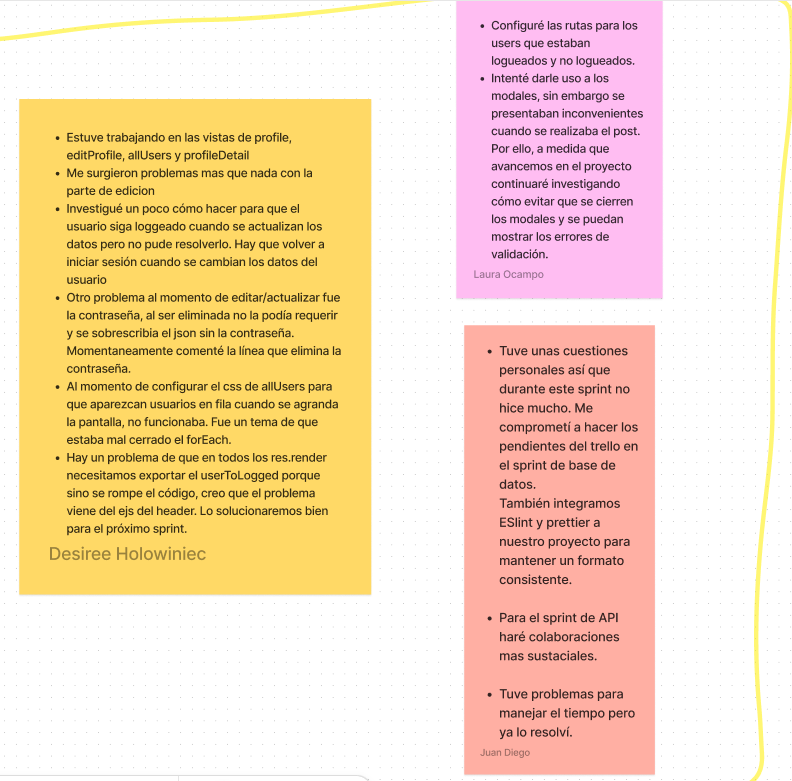 • Estuve trabajando en las vistas de profile,
editProfile, allUsers y profileDetail
• Me surgieron problemas mas que nada con la
parte de edicion
• Investigué un poco cómo hacer para que el
usuario siga loggeado cuando se actualizan los
datos pero no pude resolverlo. Hay que volver a
iniciar sesión cuando se cambian los datos del
usuario
• Otro problema al momento de editar/actualizar fue
la contraseña, al ser eliminada no la podía requerir
y se sobrescribia el json sin la contraseña.
Momentaneamente comenté la línea que elimina la
contraseña.
• Al momento de configurar el css de allUsers para
que aparezcan usuarios en fila cuando se agranda
la pantalla, no funcionaba. Fue un tema de que
estaba mal cerrado el forEach.
• Hay un problema de que en todos los res.render
necesitamos exportar el userToLogged porque
sino se rompe el código, creo que el problema
viene del ejs del header. Lo solucionaremos bien
para el próximo sprint.
Desiree Holowiniec
• Configuré las rutas para los
users que estaban
logueados y no logueados.
• Intenté darle uso a los
modales, sin embargo se
presentaban inconvenientes
cuando se realizaba el post.
Por ello, a medida que
avancemos en el proyecto
continuaré investigando
cómo evitar que se cierren
los modales y se puedan
mostrar los errores de
validación.
Laura Ocampo
• Tuve unas cuestiones
personales así que
durante este sprint no
hice mucho. Me
comprometí a hacer los
pendientes del trello en
el sprint de base de
datos.
También integramos
ESlint y prettier a
nuestro proyecto para
mantener un formato
consistente.
• Para el sprint de API
haré colaboraciones
mas sustaciales.
• Tuve problemas para
manejar el tiempo pero
ya lo resolví.
Juan Diego